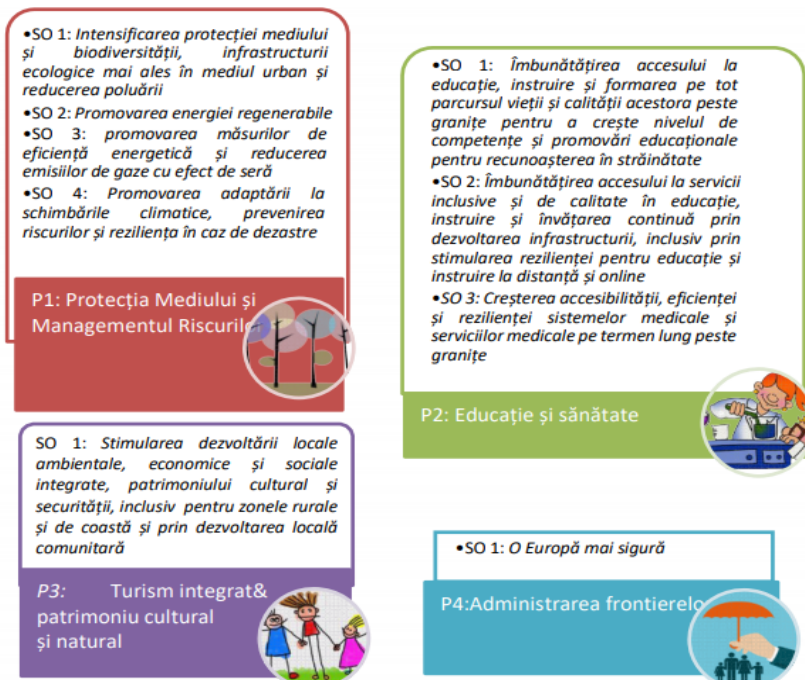 •SO 1: Intensificarea protecției mediului
și biodiversității, infrastructurii
ecologice mai ales în mediul urban și
reducerea poluării
•SO 2: Promovarea energiei regenerabile
•SO 3: promovarea măsurilor de
eficiență energetică și reducerea
emisiilor de gaze cu efect de seră
•SO 4: Promovarea adaptării la
schimbările climatice, prevenirea
riscurilor și reziliența în caz de dezastre
P1: Protecția Mediului și
Managementul Riscurilor
•SO 1: Îmbunătățirea accesului la
educație, instruire și formarea pe tot
parcursul vieții și calității acestora peste
granițe pentru a crește nivelul de
competențe și promovări educaționale
pentru recunoașterea în străinătate
•SO 2: Îmbunătățirea accesului la servicii
inclusive și de calitate în educație,
instruire și învățarea continuă prin
dezvoltarea infrastructurii, inclusiv prin
stimularea rezilienței pentru educație și
instruire la distanță și online
•SO 3: Creșterea accesibilității, eficienței
și rezilienței sistemelor medicale și
serviciilor medicale pe termen lung peste
granițe
P2: Educație și sănătate
SO 1: Stimularea dezvoltării locale
ambientale, economice și sociale
integrate, patrimoniului cultural și
securității, inclusiv pentru zonele rurale
și de coastă și prin dezvoltarea locală
comunitară
P3: Turism integrat&
patrimoniu cultural
și natural
•SO 1: O Europă mai sigură
P4:Administrarea frontierelo